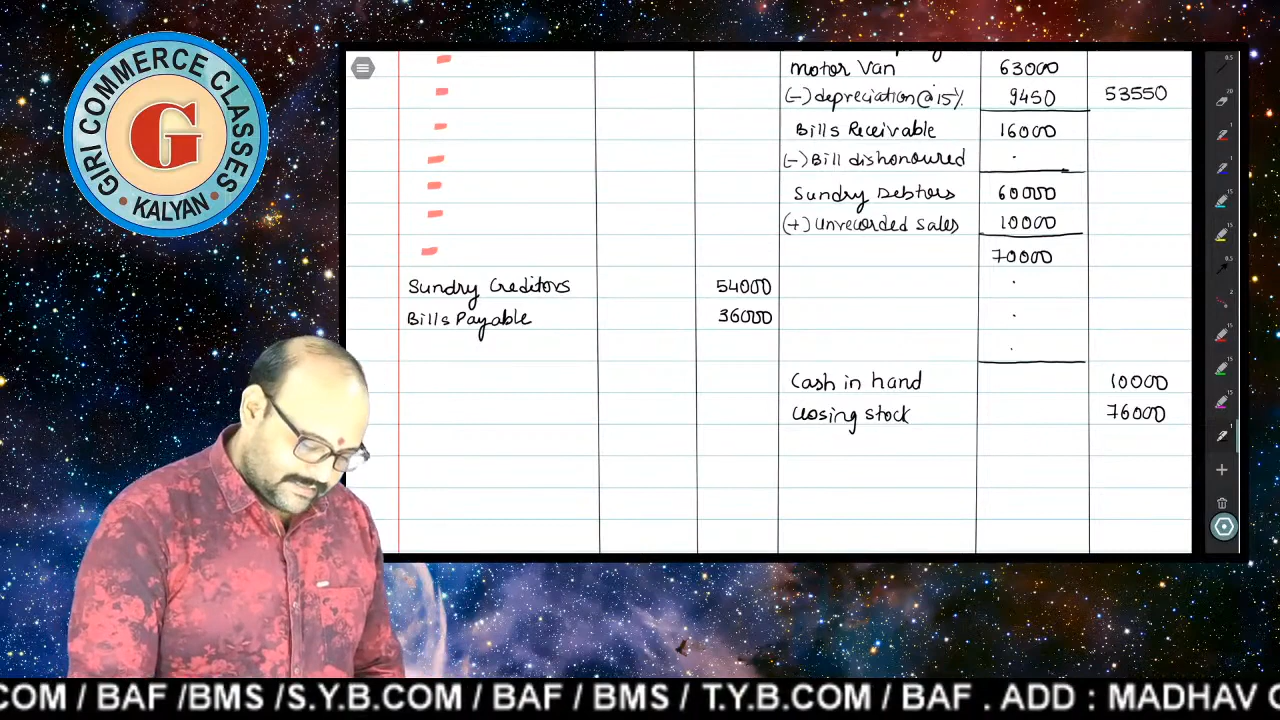 GIRI COMMERCE CLASSES
G
• KALYAN •
Motor Van 63000
(-) depreciation @ 15% 9450 53550
Bills Receivable 16000
(-) Bill dishonoured .
Sundry Debtors 60000
(+) Unrecorded sales 10000
70000
Sundry Creditors 54000
Bills Payable 36000
Cash in hand 10000
Closing stock 76000
COM / BAF /BMS /S.Y.B.COM / BAF / BMS / T.Y.B.COM / BAF . ADD : MADHAV